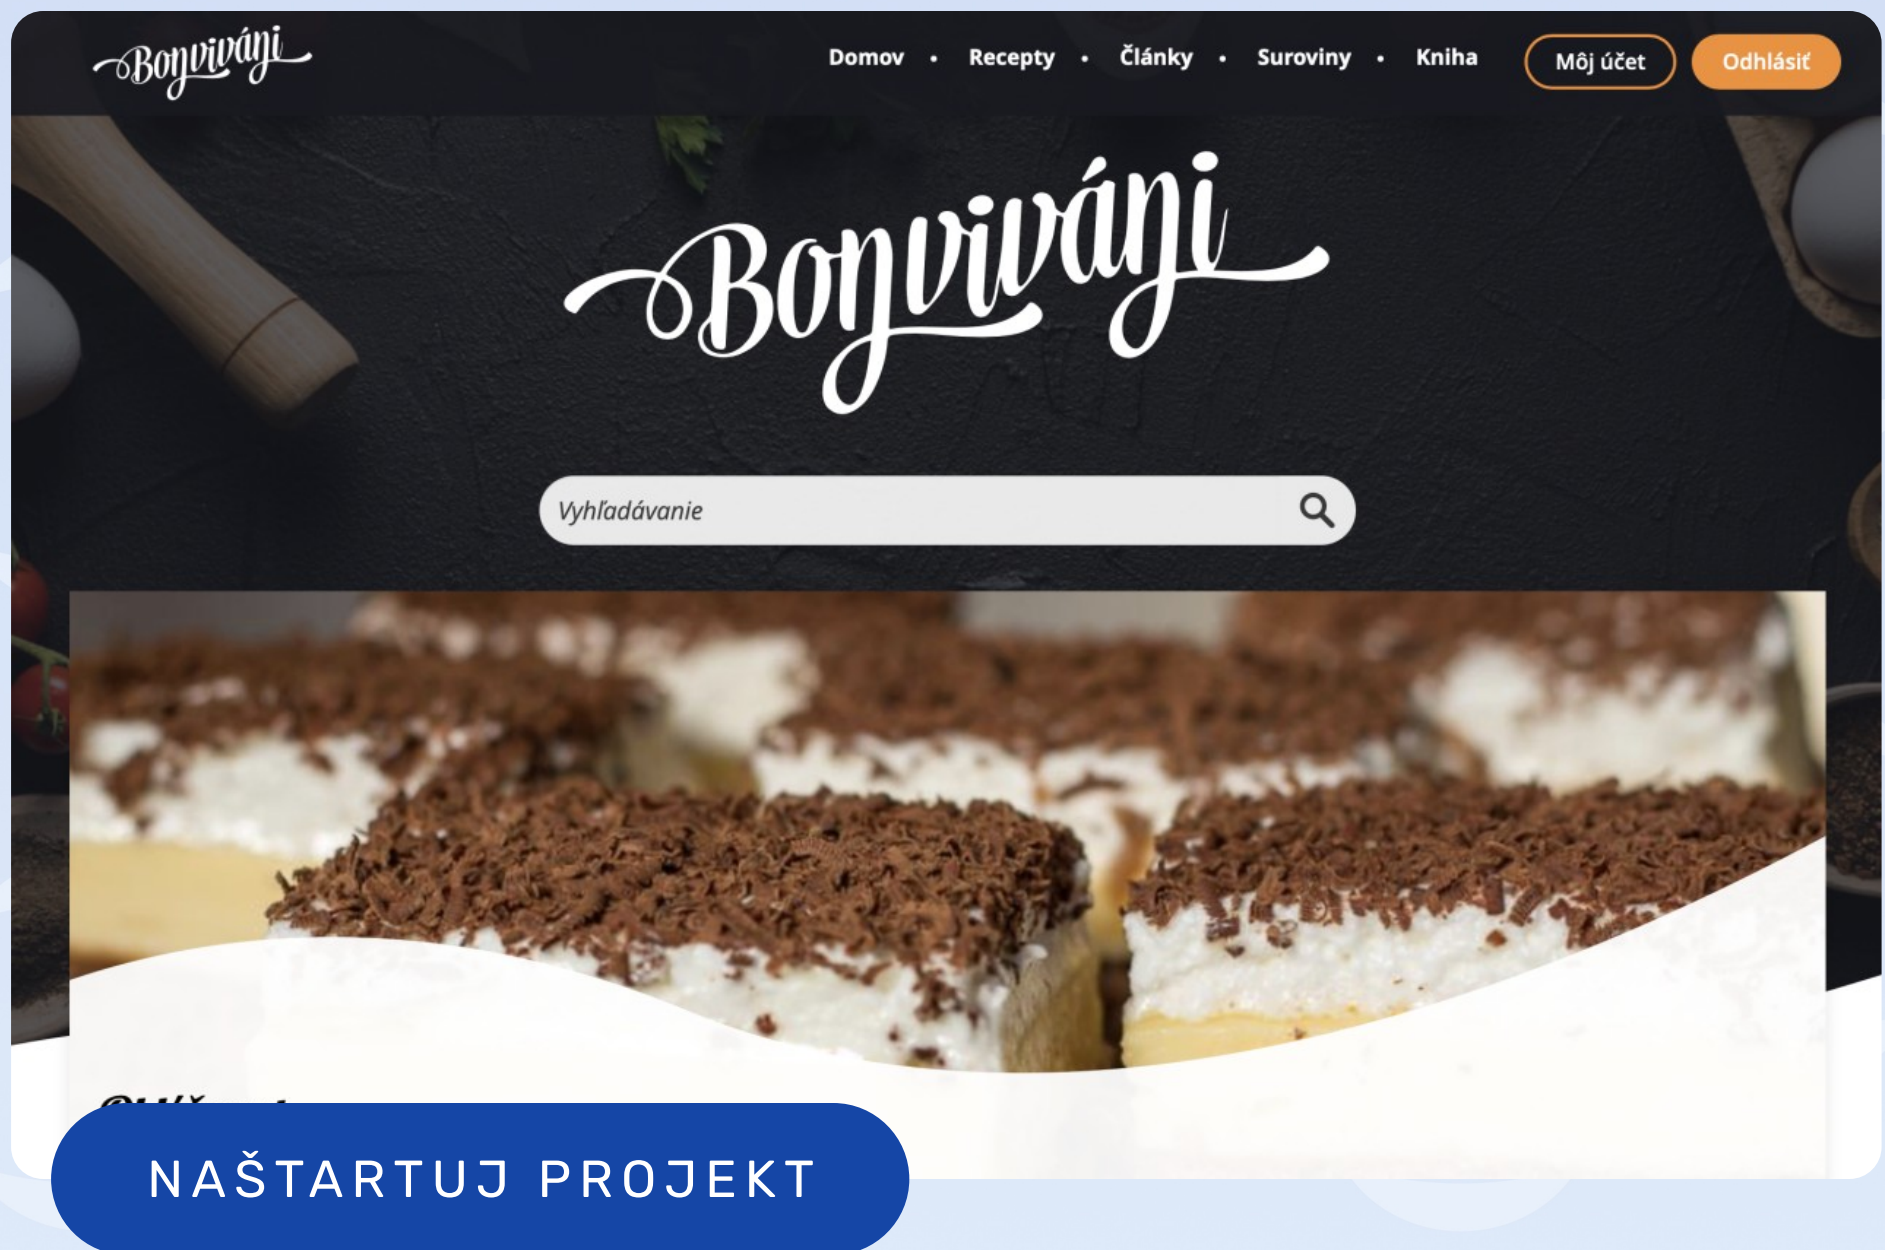 Bonviváni
Domov • Recepty • Články • Suroviny • Kniha
Môj účet
Odhlásiť
Bonviváni
Vyhľadávanie
NAŠTARTUJ PROJEKT